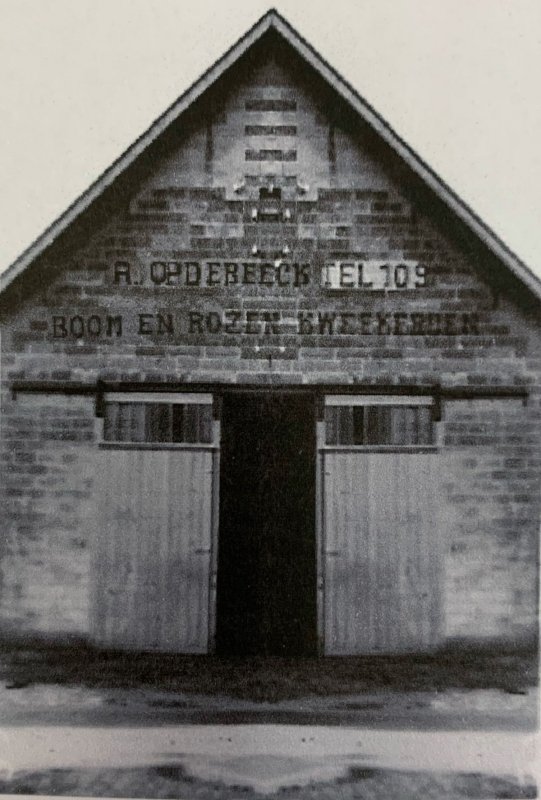 R. OPDEBEECK TEL 109
BOOM EN ROZEN KWEEKERIJEN